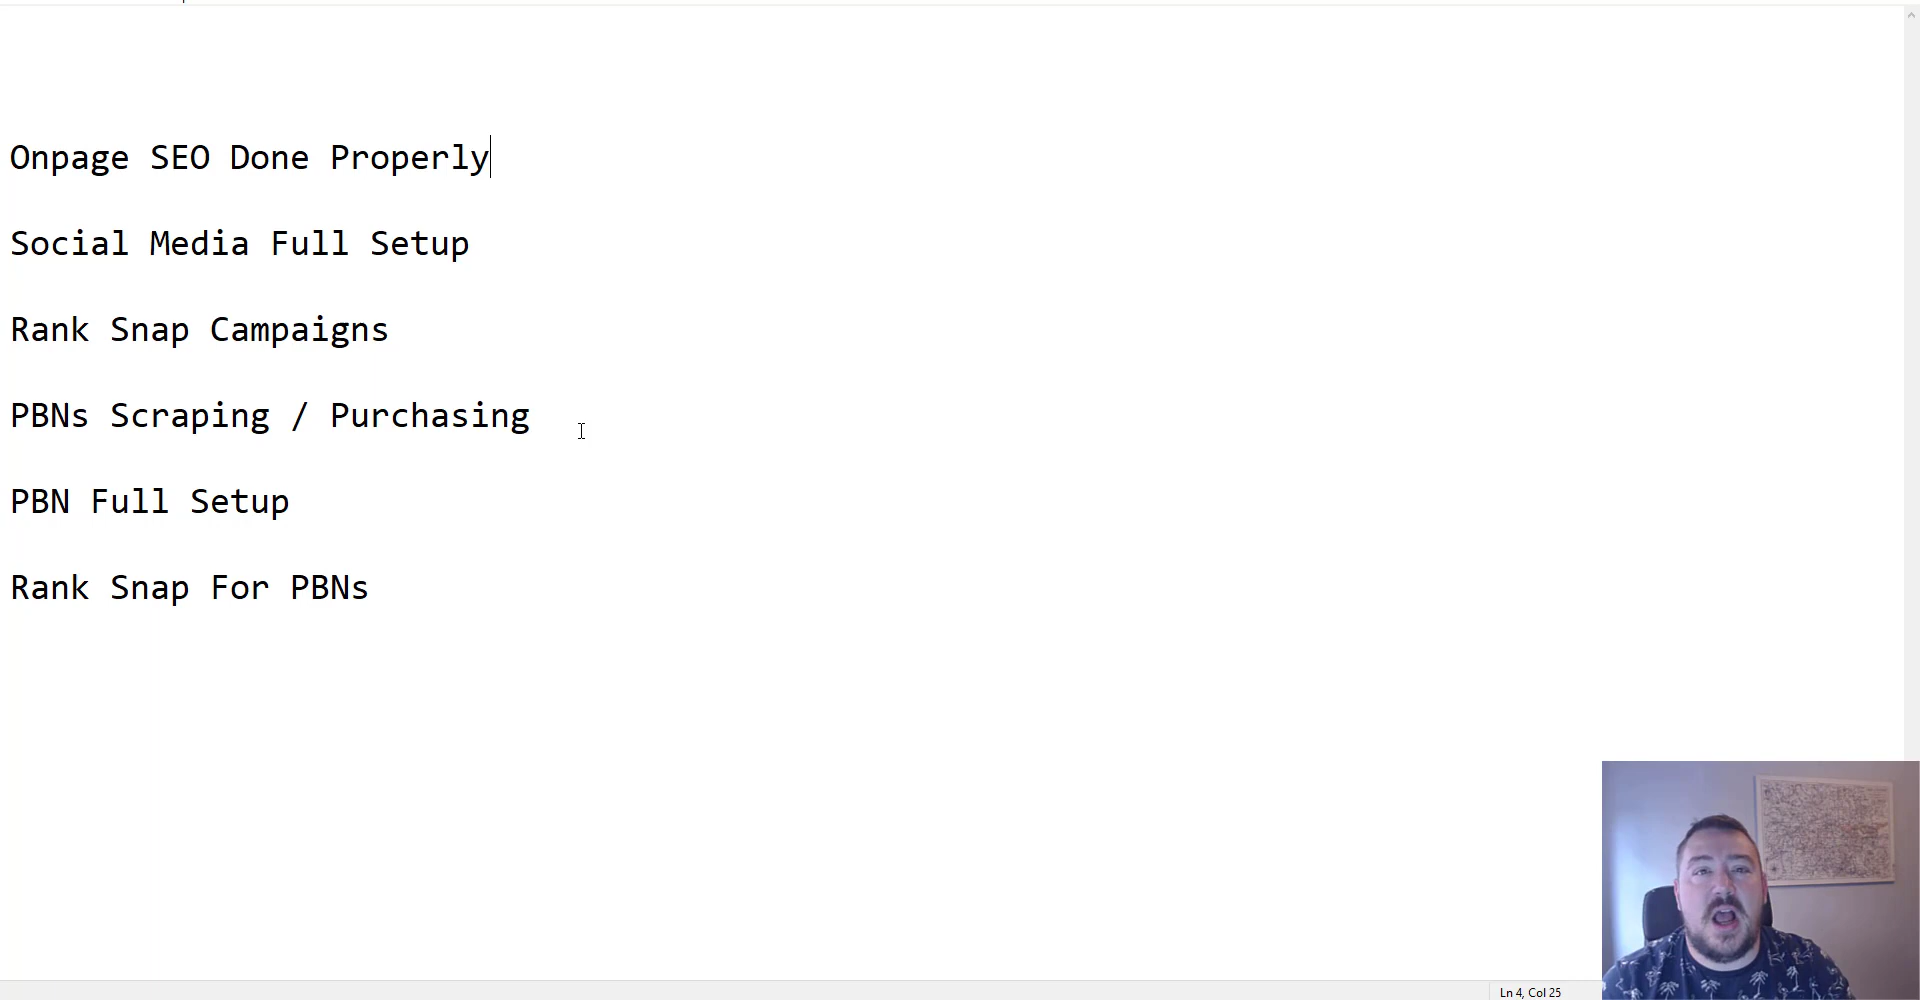 Onpage SEO Done Properly
Social Media Full Setup
Rank Snap Campaigns
PBNs Scraping / Purchasing
PBN Full Setup
Rank Snap For PBNs
Ln 4, Col 25